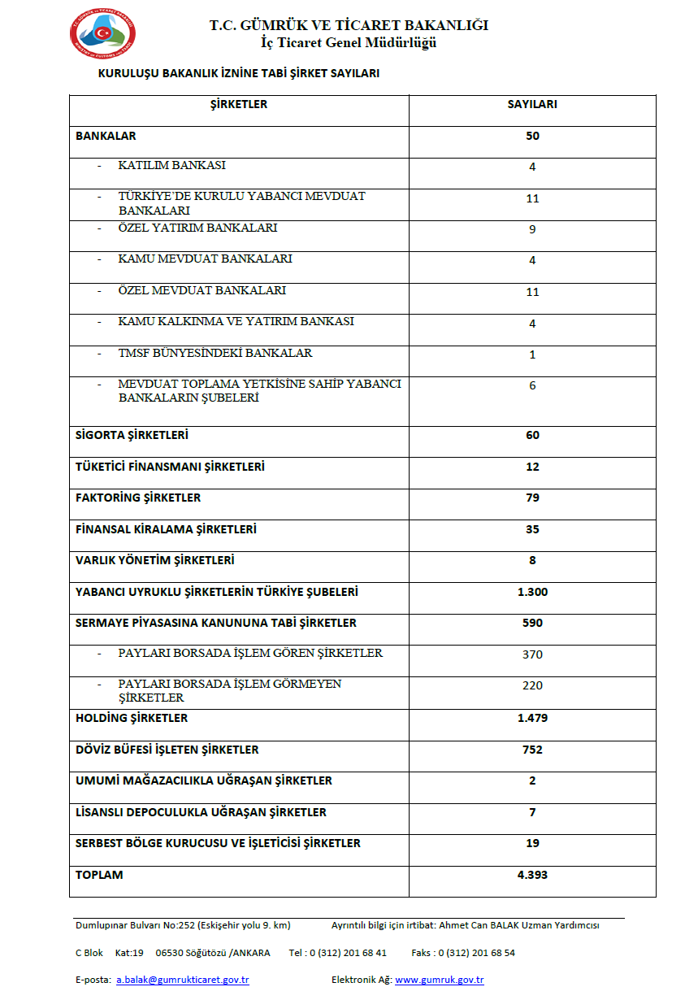 T.C. GÜMRÜK VE TİCARET BAKANLIĞI
İç Ticaret Genel Müdürlüğü
KURULUŞU BAKANLIK İZNİNE TABİ ŞİRKET SAYILARI
ŞİRKETLER SAYILARI
BANKALAR 50
- KATILIM BANKASI 4
- TÜRKİYE’DE KURULU YABANCI MEVDUAT 11
BANKALARI
- ÖZEL YATIRIM BANKALARI 9
- KAMU MEVDUAT BANKALARI 4
- ÖZEL MEVDUAT BANKALARI 11
- KAMU KALKINMA VE YATIRIM BANKASI 4
- TMSF BÜNYESİNDEKİ BANKALAR 1
- MEVDUAT TOPLAMA YETKİSİNE SAHİP YABANCI 6
BANKALARIN ŞUBELERİ
SİGORTA ŞİRKETLERİ 60
TÜKETİCİ FİNANSMANI ŞİRKETLERİ 12
FAKTORİNG ŞİRKETLER 79
FİNANSAL KİRALAMA ŞİRKETLERİ 35
VARLIK YÖNETİM ŞİRKETLERİ 8
YABANCI UYRUKLU ŞİRKETLERİN TÜRKİYE ŞUBELERİ 1.300
SERMAYE PİYASASINA KANUNUNA TABİ ŞİRKETLER 590
- PAYLARI BORSADA İŞLEM GÖREN ŞİRKETLER 370
- PAYLARI BORSADA İŞLEM GÖRMEYEN 220
ŞİRKETLER
HOLDİNG ŞİRKETLER 1.479
DÖVİZ BÜFESİ İŞLETEN ŞİRKETLER 752
UMUMİ MAĞAZACILIKLA UĞRAŞAN ŞİRKETLER 2
LİSANSLI DEPOCULUKLA UĞRAŞAN ŞİRKETLER 7
SERBEST BÖLGE KURUCUSU VE İŞLETİCİSİ ŞİRKETLER 19
TOPLAM 4.393
Dumlupınar Bulvarı No:252 (Eskişehir yolu 9. km) Ayrıntılı bilgi için irtibat: Ahmet Can BALAK Uzman Yardımcısı
C Blok Kat:19 06530 Söğütözü /ANKARA Tel : 0 (312) 201 68 41 Faks : 0 (312) 201 68 54
E-posta: a.balak@gumrukticaret.gov.tr Elektronik Ağ: www.gumruk.gov.tr